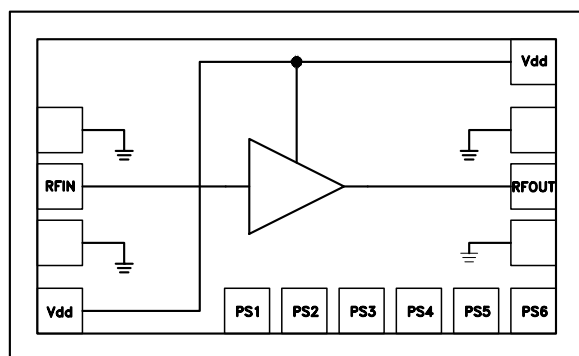 Vdd
RFIN
RFOUT
Vdd
PS1 PS2 PS3 PS4 PS5 PS6